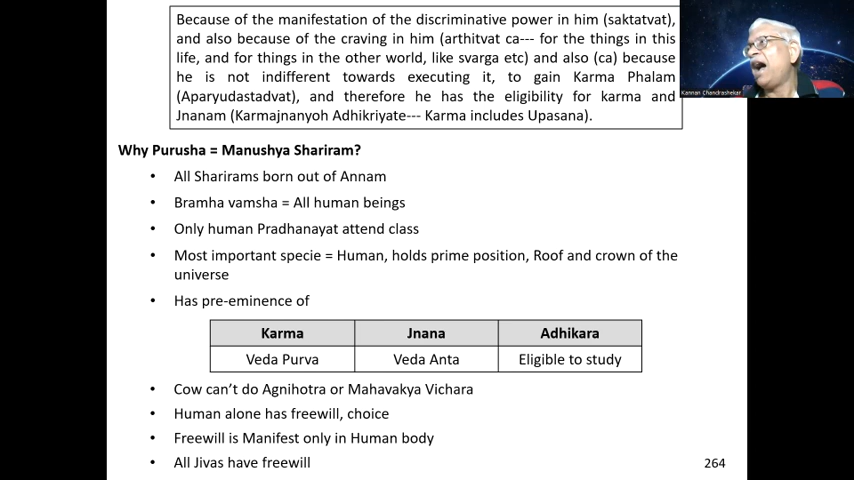 Because of the manifestation of the discriminative power in him (saktatvat),
and also because of the craving in him (arthitvat ca--- for the things in this
life, and for things in the other world, like svarga etc) and also (ca) because
he is not indifferent towards executing it, to gain Karma Phalam
(Aparyudastadvat), and therefore he has the eligibility for karma and
Jnanam (Karmajnanyoh Adhikriyate--- Karma includes Upasana).
Kannan Chandrashekar
Why Purusha = Manushya Shariram?
• All Sharirams born out of Annam
• Bramha vamsha = All human beings
• Only human Pradhanayat attend class
• Most important specie = Human, holds prime position, Roof and crown of the
universe
• Has pre-eminence of
Karma Jnana Adhikara
Veda Purva Veda Anta Eligible to study
• Cow can't do Agnihotra or Mahavakya Vichara
• Human alone has freewill, choice
• Freewill is Manifest only in Human body
• All Jivas have freewill
264